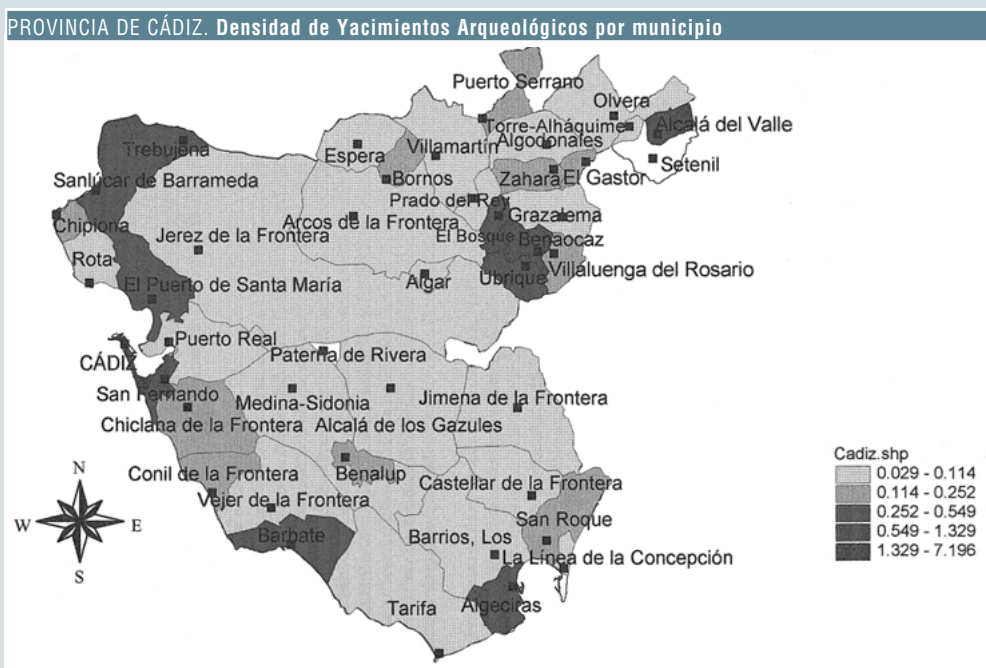 PROVINCIA DE CÁDIZ. Densidad de Yacimientos Arqueológicos por municipio
Puerto Serrano
Olvera
Torre-Alháquime
Alcalá del Valle
Algodonales
Trebujena
Espera
Villamartín
Setenil
Sanlúcar de Barrameda
Bornos
Zahara
El Gastor
Prado del Rey
Chipiona
Arcos de la Frontera
Grazalema
Jerez de la Frontera
El Bosque
Benaocaz
Rota
Villaluenga del Rosario
El Puerto de Santa María
Algar
Ubrique
Puerto Real
CÁDIZ
Paterna de Rivera
San Fernando
Medina-Sidonia
Jimena de la Frontera
Chiclana de la Frontera
Alcalá de los Gazules
Conil de la Frontera
Benalup
Castellar de la Frontera
Vejer de la Frontera
San Roque
Barbate
Barrios, Los
La Línea de la Concepción
Tarifa
Algeciras
N
W
E
S
Cadiz.shp
0.029 - 0.114
0.114 - 0.252
0.252 - 0.549
0.549 - 1.329
1.329 - 7.196